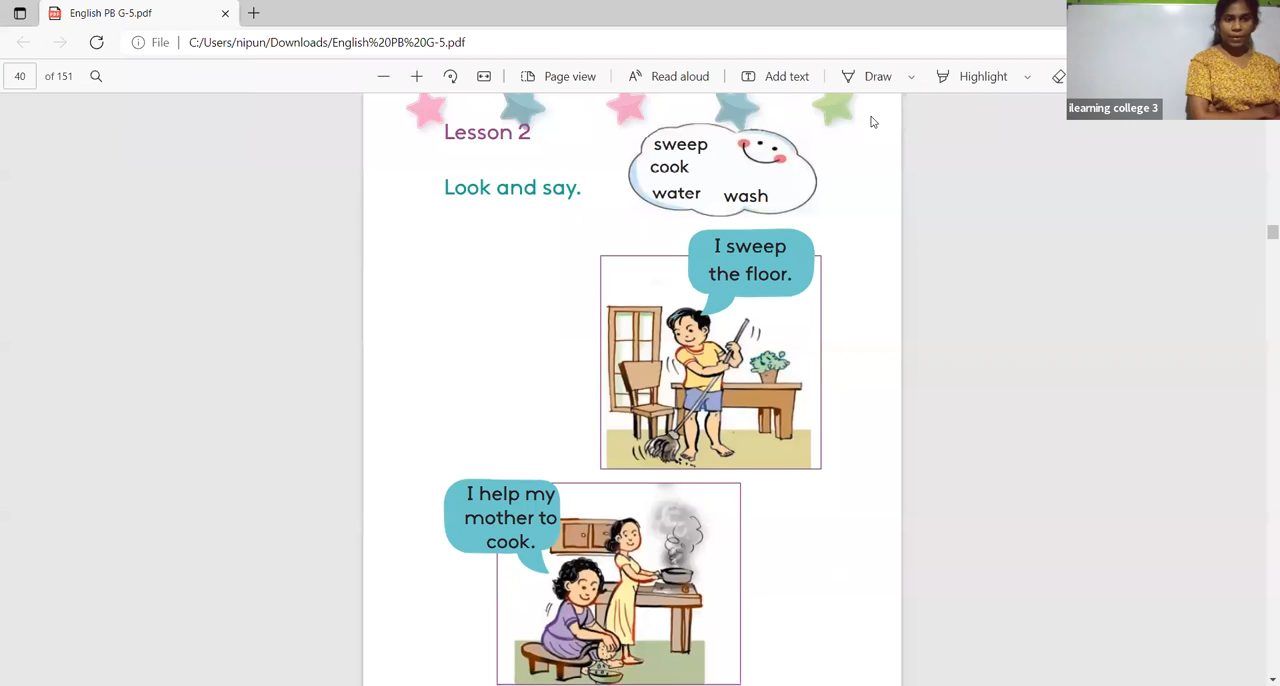 English PB G-5.pdf
File
C:/Users/nipun/Downloads/English%20PB%20G-5.pdf
40 of 151
Page view
Read aloud
Add text
Draw
Highlight
ilearning college 3
Lesson 2
Look and say.
sweep
cook
water wash
I sweep
the floor.
I help my
mother to
cook.